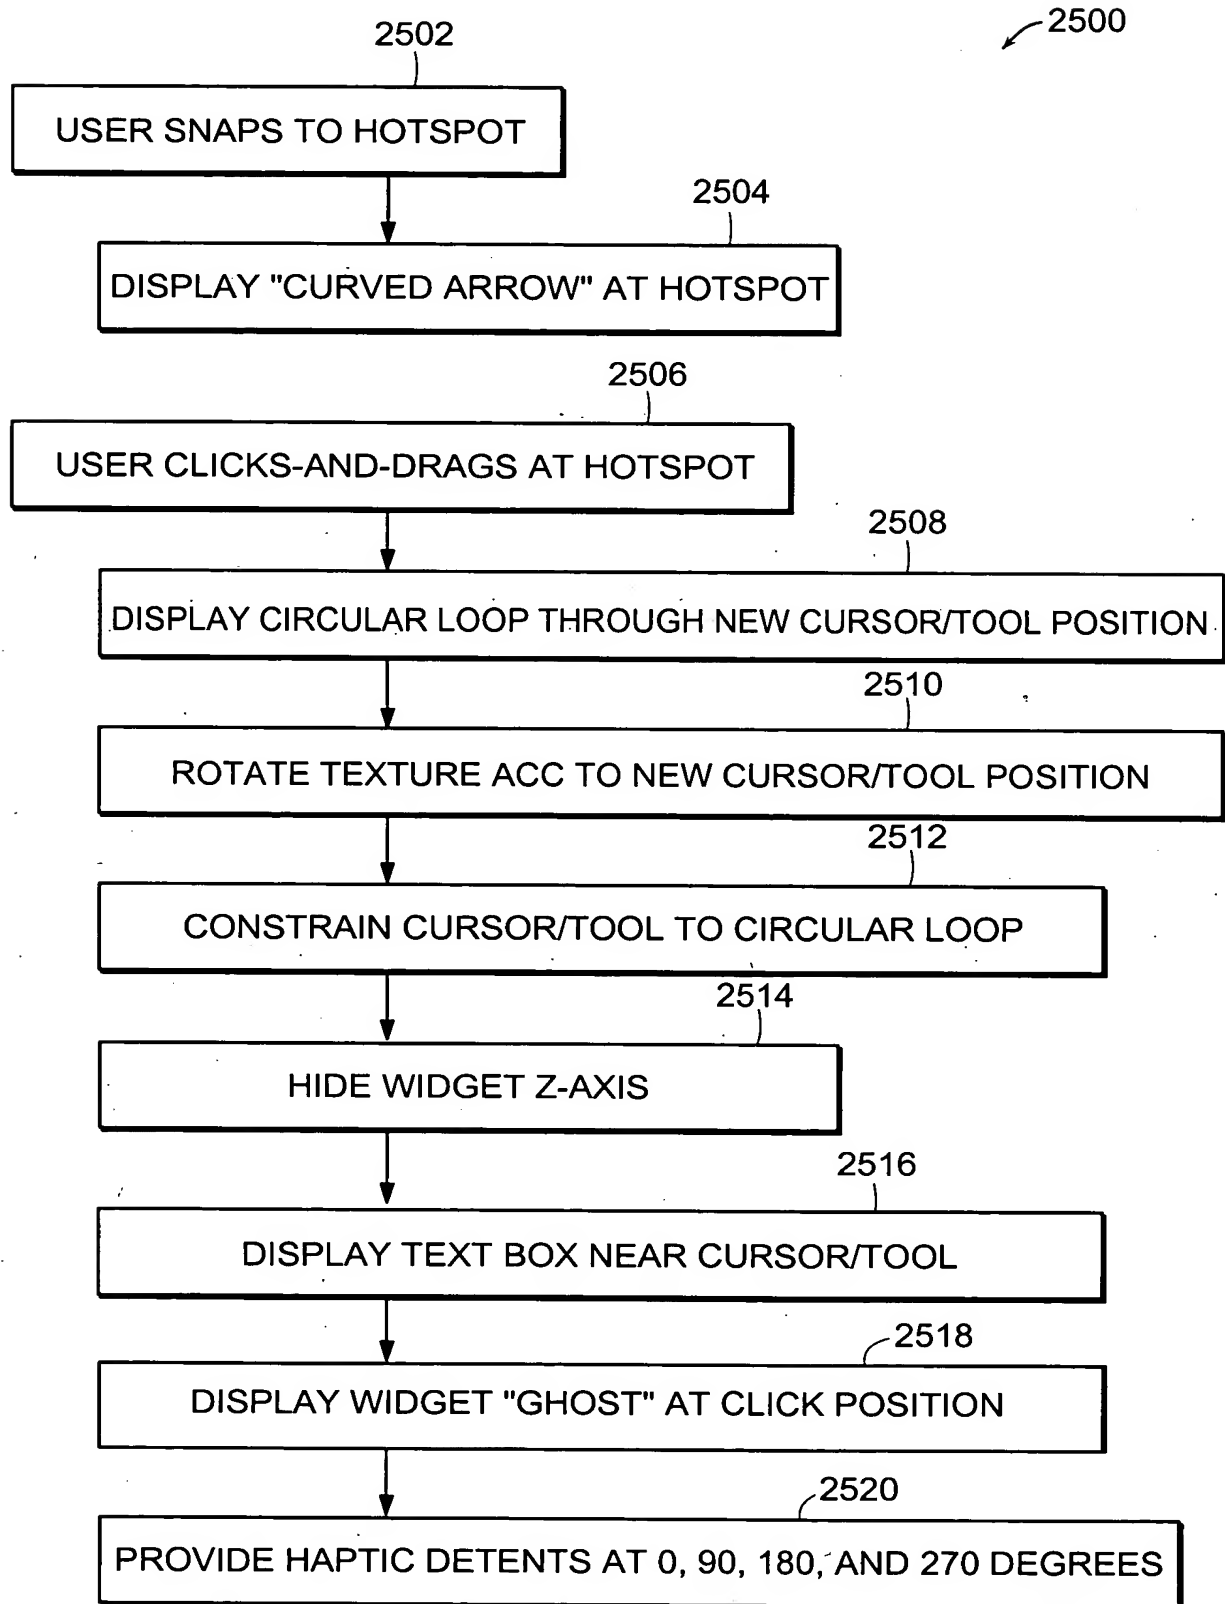 2500
2502
USER SNAPS TO HOTSPOT
2504
DISPLAY "CURVED ARROW" AT HOTSPOT
2506
USER CLICKS-AND-DRAGS AT HOTSPOT
2508
DISPLAY CIRCULAR LOOP THROUGH NEW CURSOR/TOOL POSITION
2510
ROTATE TEXTURE ACC TO NEW CURSOR/TOOL POSITION
2512
CONSTRAIN CURSOR/TOOL TO CIRCULAR LOOP
2514
HIDE WIDGET Z-AXIS
2516
DISPLAY TEXT BOX NEAR CURSOR/TOOL
2518
DISPLAY WIDGET "GHOST" AT CLICK POSITION
2520
PROVIDE HAPTIC DETENTS AT 0, 90, 180, AND 270 DEGREES